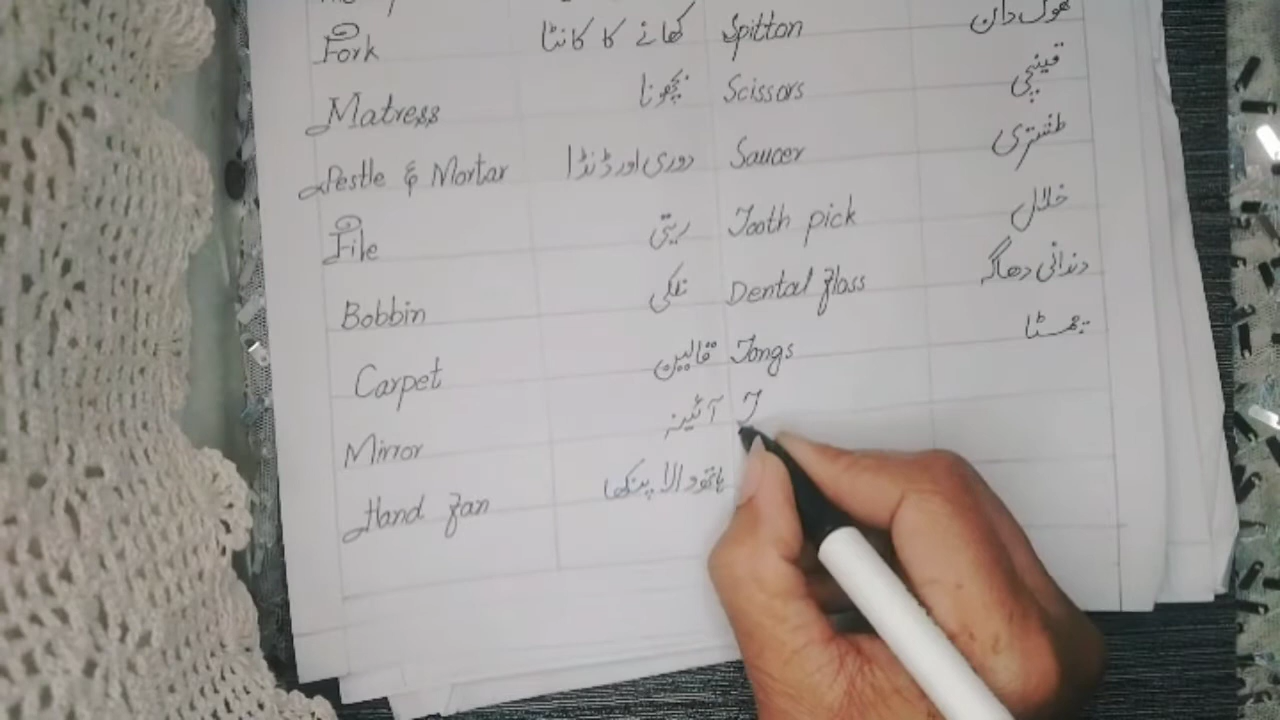 Fork کھانے کا کانٹا Spitton
Matress بچھونا Scissors قینچی
Pestle & Mortar دوری اور ڈنڈا Saucer طشتری
File ریتی Tooth pick خلال
Bobbin نلکی Dental floss دندانی دھاگہ
Carpet قالین Tongs چمٹا
Mirror آئینہ T
Hand fan ہاتھ والا پنکھا